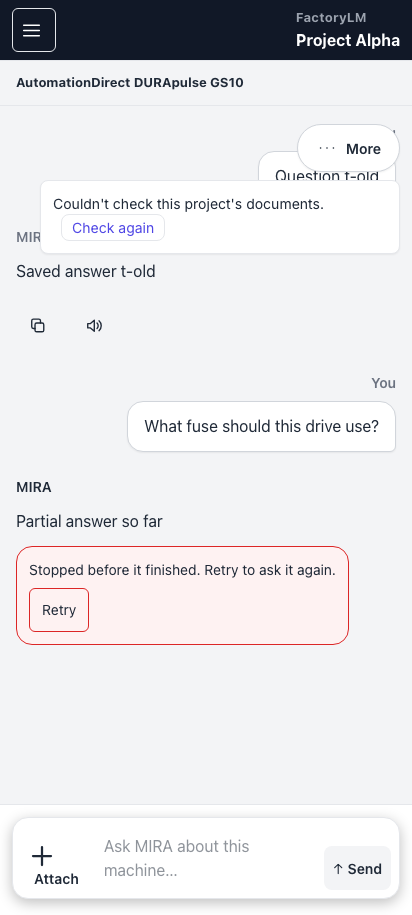 FactoryLM
Project Alpha
AutomationDirect DURApulse GS10
··· More
Question t-old
Couldn't check this project's documents.
Check again
MIR
Saved answer t-old
You
What fuse should this drive use?
MIRA
Partial answer so far
Stopped before it finished. Retry to ask it again.
Retry
Ask MIRA about this
machine...
Attach
↑ Send